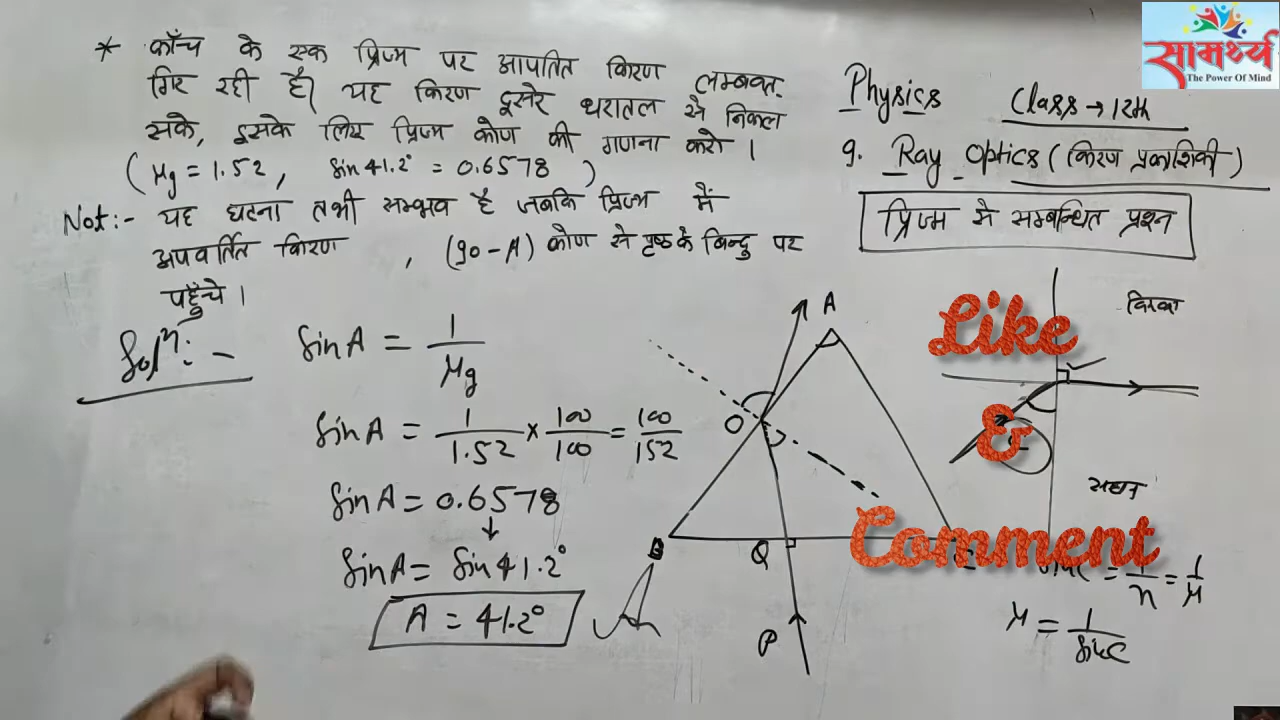 * काँच के एक प्रिज्म पर आपतित किरण लम्बवत्
गिर रही है। यह किरण दूसरे धरातल से निकल
सके, इसके लिए प्रिज्म कोण की गणना करो।
(μg = 1.52, sin 41.2° = 0.6578)
Not:- यह घटना तभी सम्भव है जबकि प्रिज्म में
अपवर्तित किरण , (90-A) कोण से पृष्ठ के बिन्दु पर
पहुँचे।
Solⁿ: -
sin A = 1/μg
sin A = 1/1.52 × 100/100 = 100/152
sin A = 0.6578
sin A = sin 41.2°
A = 41.2°
सामर्थ्य
The Power Of Mind
Physics Class → 12th
9. Ray Optics (किरण प्रकाशिकी)
प्रिज्म से सम्बन्धित प्रश्न
A
O
B
Q
P
Like
&
Comment
सघन
= 1/n = 1/μ
μ = 1/sin c